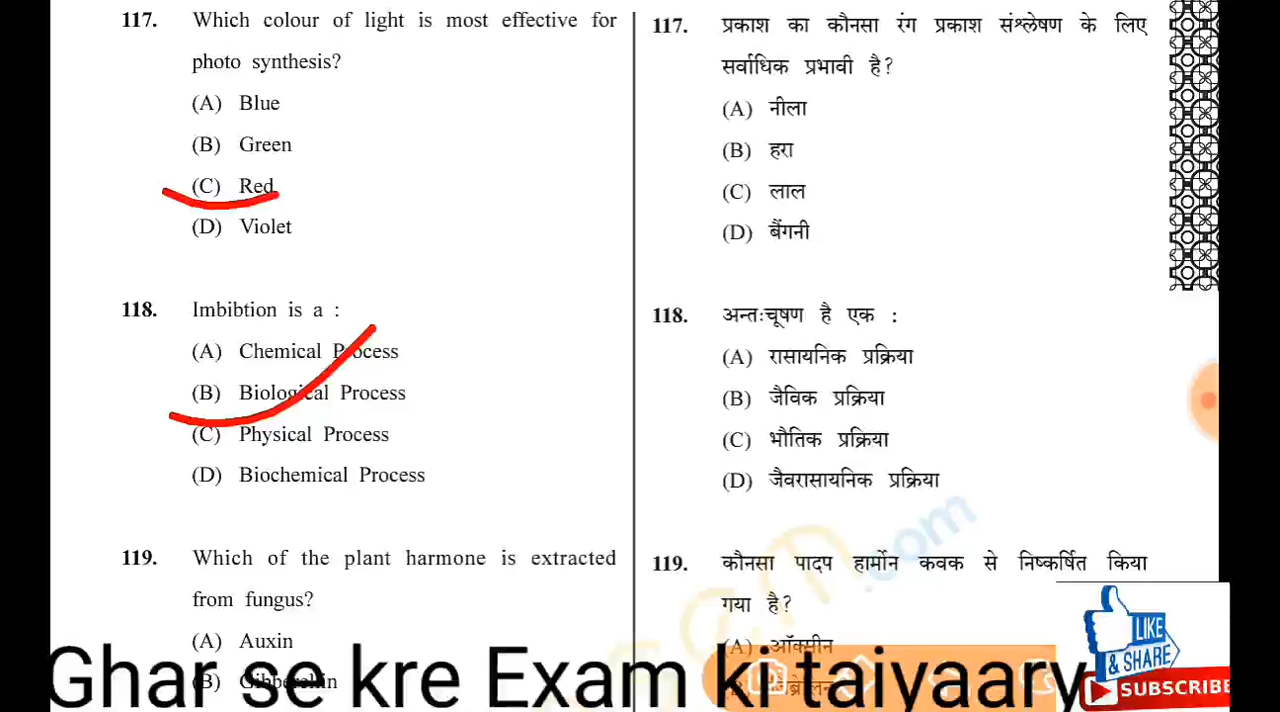 117. Which colour of light is most effective for
photo synthesis?
(A) Blue
(B) Green
(C) Red
(D) Violet
118. Imbibtion is a :
(A) Chemical Process
(B) Biological Process
(C) Physical Process
(D) Biochemical Process
119. Which of the plant harmone is extracted
from fungus?
(A) Auxin
(B) Gibberellin
117. प्रकाश का कौनसा रंग प्रकाश संश्लेषण के लिए
सर्वाधिक प्रभावी है?
(A) नीला
(B) हरा
(C) लाल
(D) बैंगनी
118. अन्तःचूषण है एक :
(A) रासायनिक प्रक्रिया
(B) जैविक प्रक्रिया
(C) भौतिक प्रक्रिया
(D) जैवरासायनिक प्रक्रिया
119. कौनसा पादप हार्मोन कवक से निष्कर्षित किया
गया है?
(A) ऑक्सीन
.com
Ghar se kre Exam ki taiyaary
LIKE
& SHARE
SUBSCRIBE